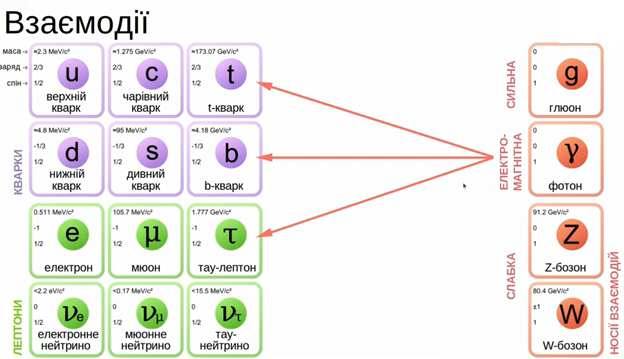 Взаємодії
маса→
заряд→
спін→
≈2.3 MeV/c²
2/3
1/2
u
верхній
кварк
≈1.275 GeV/c²
2/3
1/2
c
чарівний
кварк
≈173.07 GeV/c²
2/3
1/2
t
t-кварк
СИЛЬНА
0
0
1
g
глюон
КВАРКИ
≈4.8 MeV/c²
-1/3
1/2
d
нижній
кварк
≈95 MeV/c²
-1/3
1/2
s
дивний
кварк
≈4.18 GeV/c²
-1/3
1/2
b
b-кварк
ЕЛЕКТРО-
МАГНІТНА
0
0
1
γ
фотон
0.511 MeV/c²
-1
1/2
e
електрон
105.7 MeV/c²
-1
1/2
μ
мюон
1.777 GeV/c²
-1
1/2
τ
тау-лептон
СЛАБКА
91.2 GeV/c²
0
1
Z
Z-бозон
ЛЕПТОНИ
<2.2 eV/c²
0
1/2
νe
електронне
нейтрино
<0.17 MeV/c²
0
1/2
νμ
мюонне
нейтрино
<15.5 MeV/c²
0
1/2
ντ
тау-
нейтрино
80.4 GeV/c²
±1
1
W
W-бозон
НОСІЇ ВЗАЄМОДІЙ